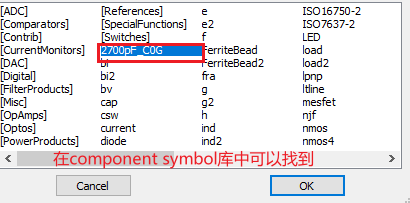 [ADC] [References] e ISO16750-2
[Comparators] [SpecialFunctions] e2 ISO7637-2
[Contrib] [Switches] f LED
[CurrentMonitors] 2700pF_C0G FerriteBead load
[DAC] bi FerriteBead2 load2
[Digital] bi2 fra lpnp
[FilterProducts] bv g ltline
[Misc] cap g2 mesfet
[OpAmps] csw h njf
[Optos] current ind nmos
[PowerProducts] diode ind2 nmos4
在component symbol库中可以找到
Cancel OK